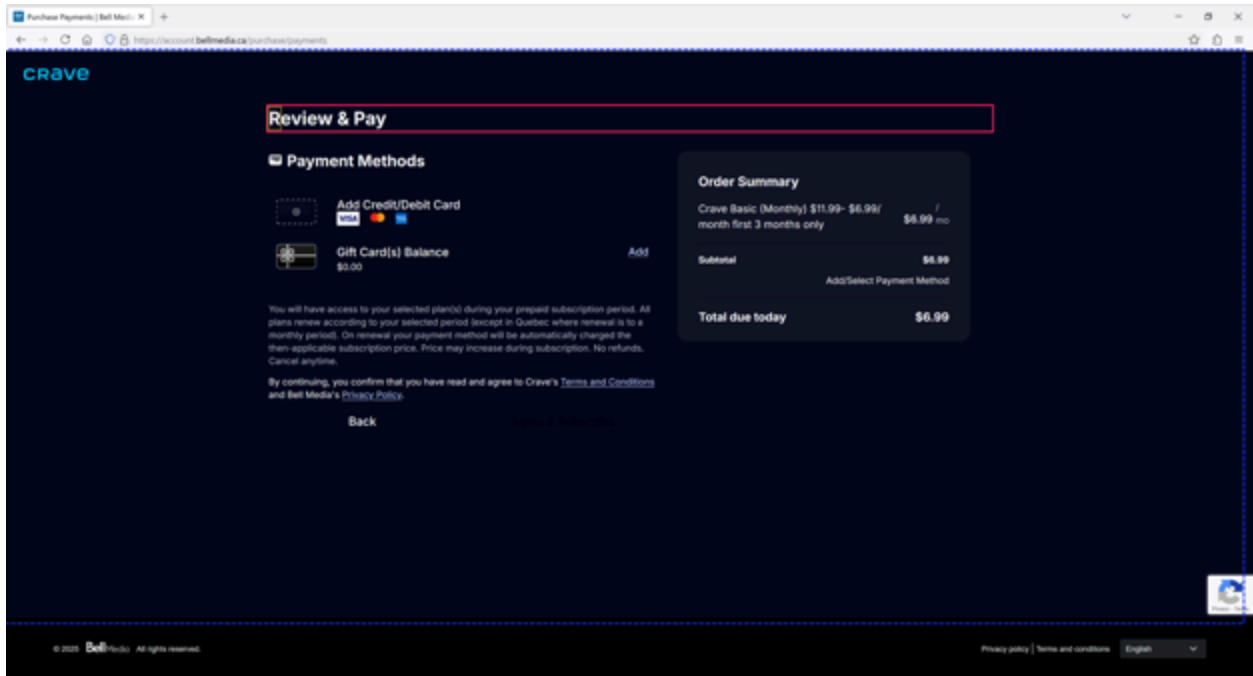 Purchase Payments | Bell Media
https://account.bellmedia.ca/purchase/payments
crave
Review & Pay
Payment Methods
Add Credit/Debit Card
VISA
Gift Card(s) Balance
Add
$0.00
You will have access to your selected plan(s) during your prepaid subscription period. All
plans renew according to your selected period (except in Quebec where renewal is to a
monthly period). On renewal your payment method will be automatically charged the
then-applicable subscription price. Price may increase during subscription. No refunds.
Cancel anytime.
By continuing, you confirm that you have read and agree to Crave's Terms and Conditions
and Bell Media's Privacy Policy.
Back
Agree & Subscribe
Order Summary
Crave Basic (Monthly) $11.99- $6.99/
month first 3 months only
/
$6.99 mo
Subtotal $6.99
Add/Select Payment Method
Total due today $6.99
© 2025 Bell Media All rights reserved.
Privacy policy | Terms and conditions
English